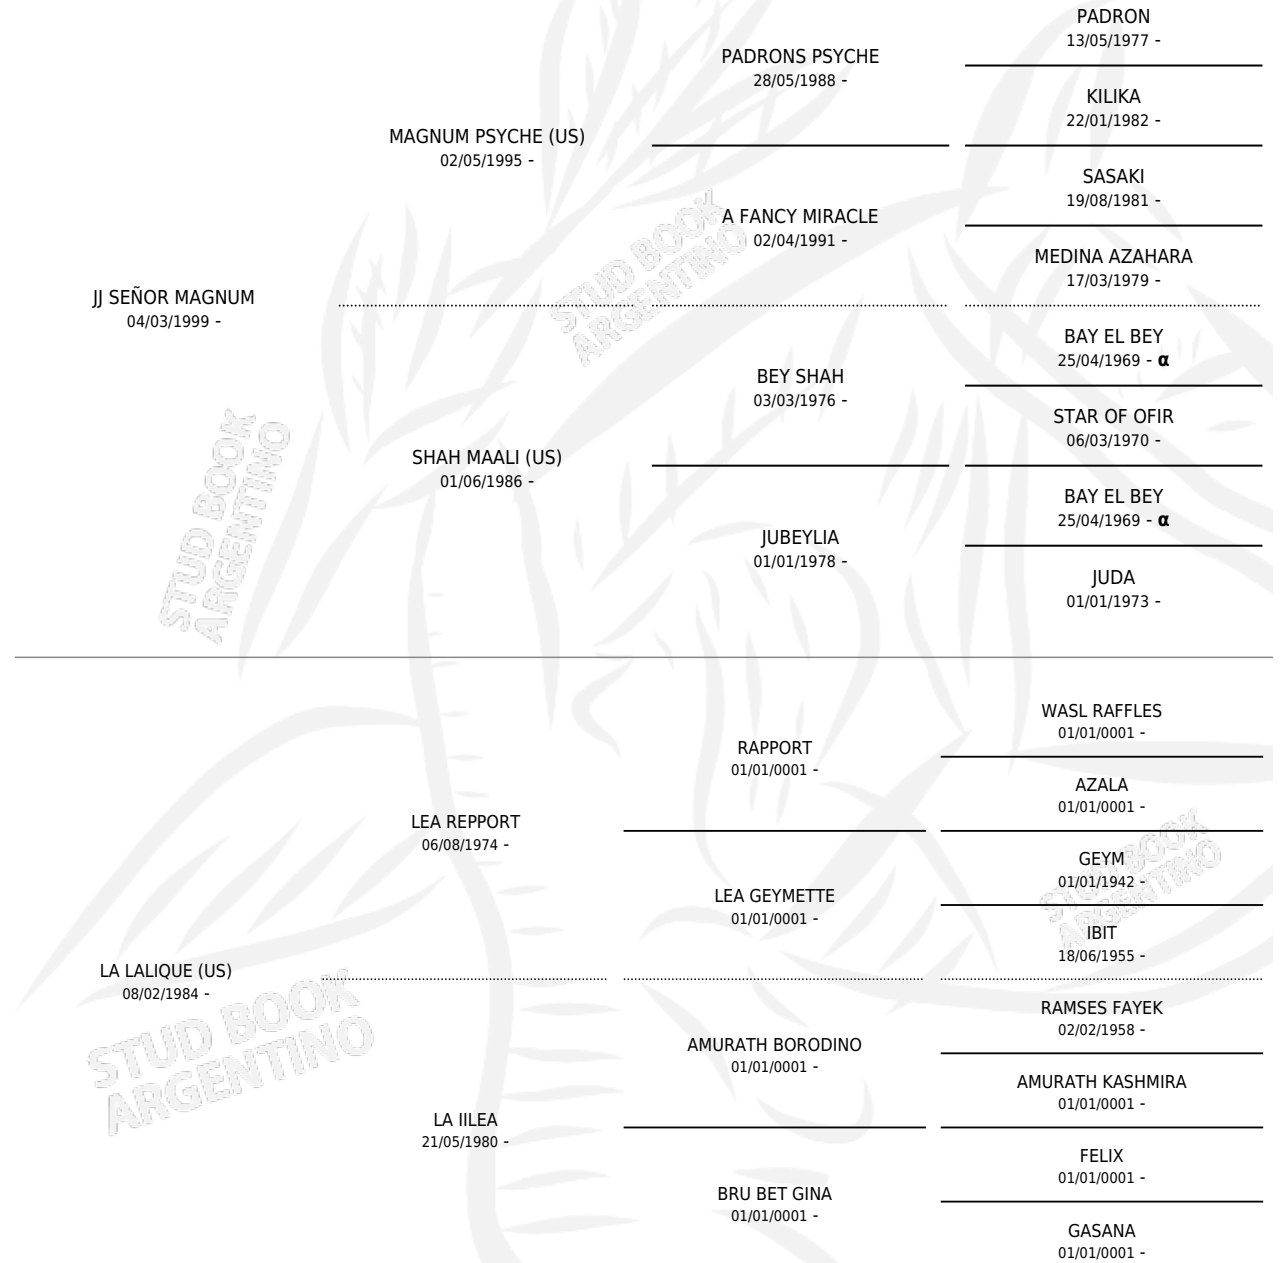 PADRON
13/05/1977 -
PADRONS PSYCHE
28/05/1988 -
KILIKA
22/01/1982 -
MAGNUM PSYCHE (US)
02/05/1995 -
SASAKI
19/08/1981 -
A FANCY MIRACLE
02/04/1991 -
MEDINA AZAHARA
17/03/1979 -
JJ SEÑOR MAGNUM
04/03/1999 -
BAY EL BEY
25/04/1969 - α
BEY SHAH
03/03/1976 -
STAR OF OFIR
06/03/1970 -
SHAH MAALI (US)
01/06/1986 -
BAY EL BEY
25/04/1969 - α
JUBEYLIA
01/01/1978 -
JUDA
01/01/1973 -
WASL RAFFLES
01/01/0001 -
RAPPORT
01/01/0001 -
AZALA
01/01/0001 -
LEA REPPORT
06/08/1974 -
GEYM
01/01/1942 -
LEA GEYMETTE
01/01/0001 -
IBIT
18/06/1955 -
LA LALIQUE (US)
08/02/1984 -
RAMSES FAYEK
02/02/1958 -
AMURATH BORODINO
01/01/0001 -
AMURATH KASHMIRA
01/01/0001 -
LA IILEA
21/05/1980 -
FELIX
01/01/0001 -
BRU BET GINA
01/01/0001 -
GASANA
01/01/0001 -
STUD BOOK
ARGENTINO
STUD BOOK
ARGENTINO
STUD BOOK
ARGENTINO
STUD BOOK
ARGENTINO